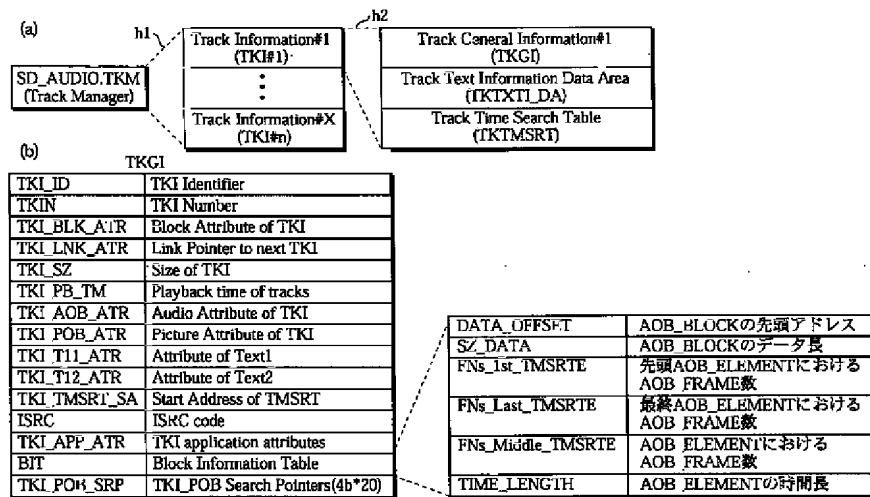 (a)
h1
h2
SD_AUDIO.TKM
(Track Manager)
Track Information#1
(TKI#1)
Track Information#X
(TKI#n)
Track General Information#1
(TKGI)
Track Text Information Data Area
(TKTXTI_DA)
Track Time Search Table
(TKTMSRT)
(b)
TKGI
TKI_ID TKI Identifier
TKIN TKI Number
TKI_BLK_ATR Block Attribute of TKI
TKI_LNK_ATR Link Pointer to next TKI
TKI_SZ Size of TKI
TKI_PB_TM Playback time of tracks
TKI_AOB_ATR Audio Attribute of TKI
TKI_POB_ATR Picture Attribute of TKI
TKI_T11_ATR Attribute of Text1
TKI_T12_ATR Attribute of Text2
TKI_TMSRT_SA Start Address of TMSRT
ISRC ISRC code
TKI_APP_ATR TKI application attributes
BIT Block Information Table
TKI_POB_SRP TKI_POB Search Pointers(4b*20)
DATA_OFFSET AOB_BLOCKの先頭アドレス
SZ_DATA AOB_BLOCKのデータ長
FNs_1st_TMSRTE 先頭AOB_ELEMENTにおける
AOB_FRAME数
FNs_Last_TMSRTE 最終AOB_ELEMENTにおける
AOB_FRAME数
FNs_Middle_TMSRTE AOB_ELEMENTにおける
AOB_FRAME数
TIME_LENGTH AOB_ELEMENTの時間長